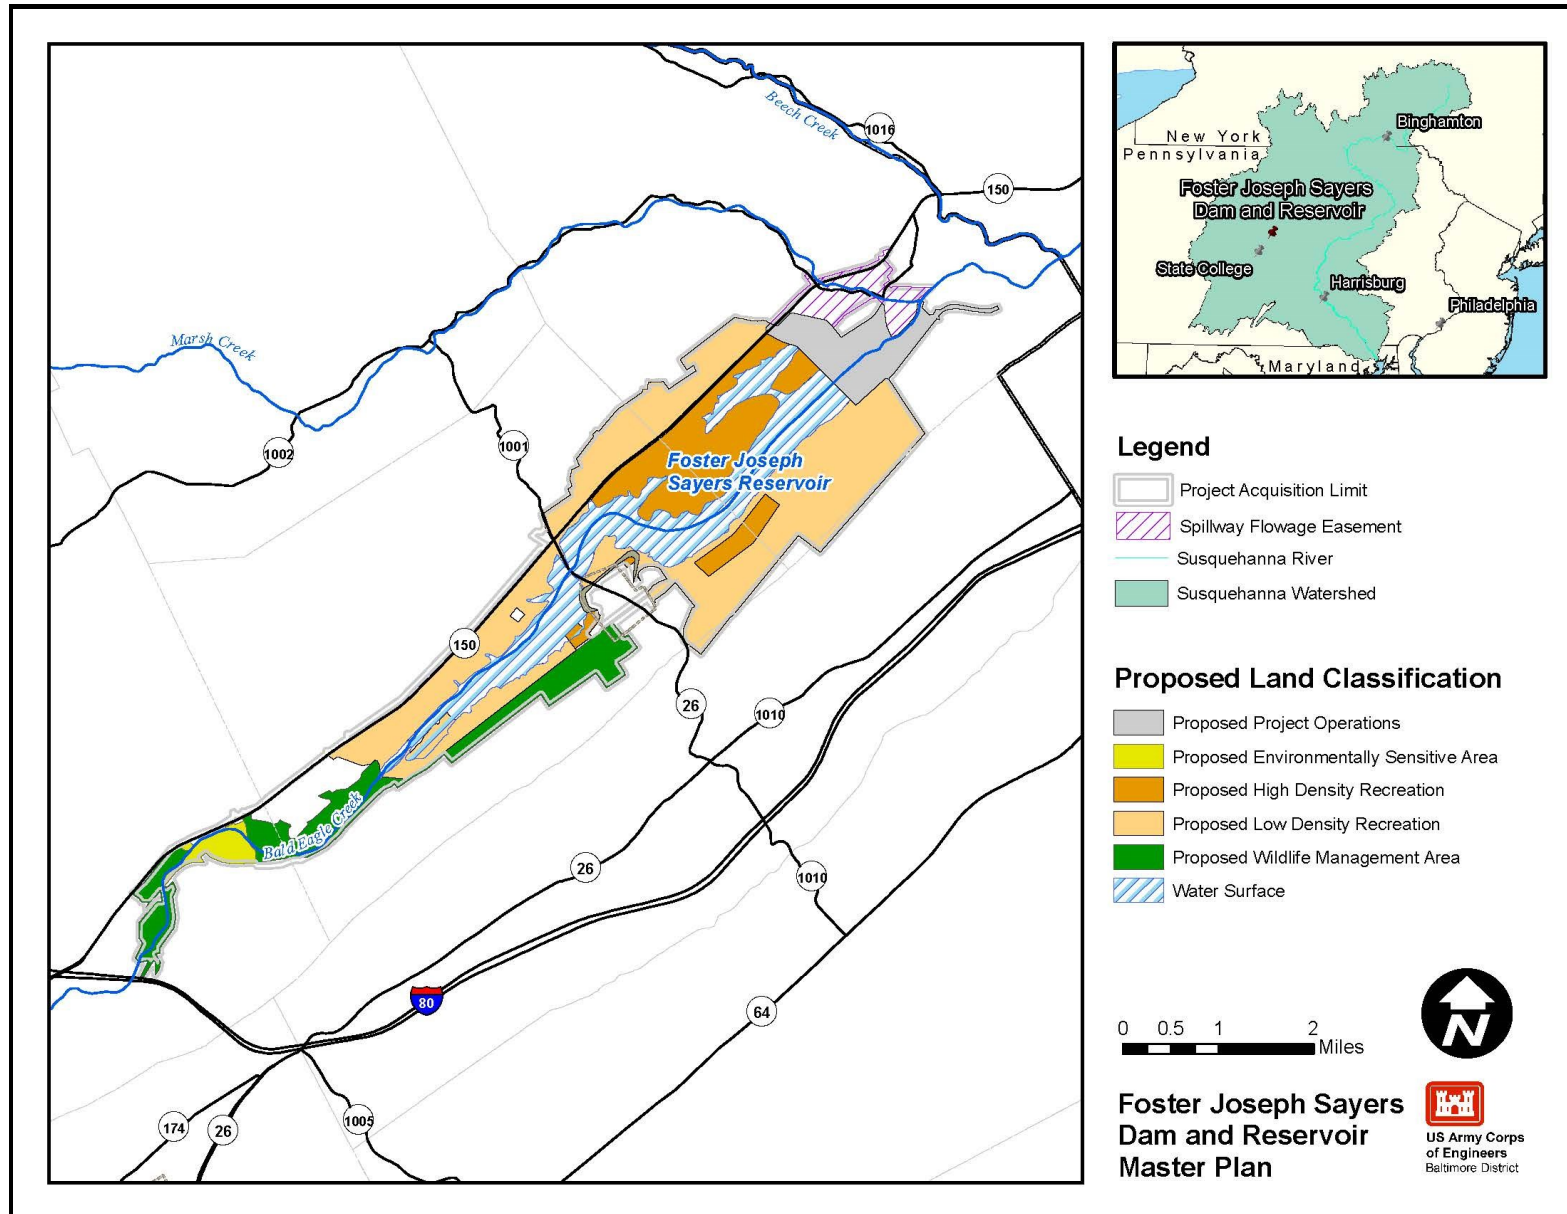 Beech Creek
1016
150
Marsh Creek
1002
1001
Foster Joseph
Sayers Reservoir
150
26
1010
Bald Eagle Creek
26
1010
80
64
174
26
1005
Binghamton
New York
Pennsylvania
Foster Joseph Sayers
Dam and Reservoir
State College
Harrisburg
Philadelphia
Maryland
Legend
Project Acquisition Limit
Spillway Flowage Easement
Susquehanna River
Susquehanna Watershed
Proposed Land Classification
Proposed Project Operations
Proposed Environmentally Sensitive Area
Proposed High Density Recreation
Proposed Low Density Recreation
Proposed Wildlife Management Area
Water Surface
0 0.5 1 2
Miles
N
Foster Joseph Sayers
Dam and Reservoir
Master Plan
US Army Corps
of Engineers
Baltimore District